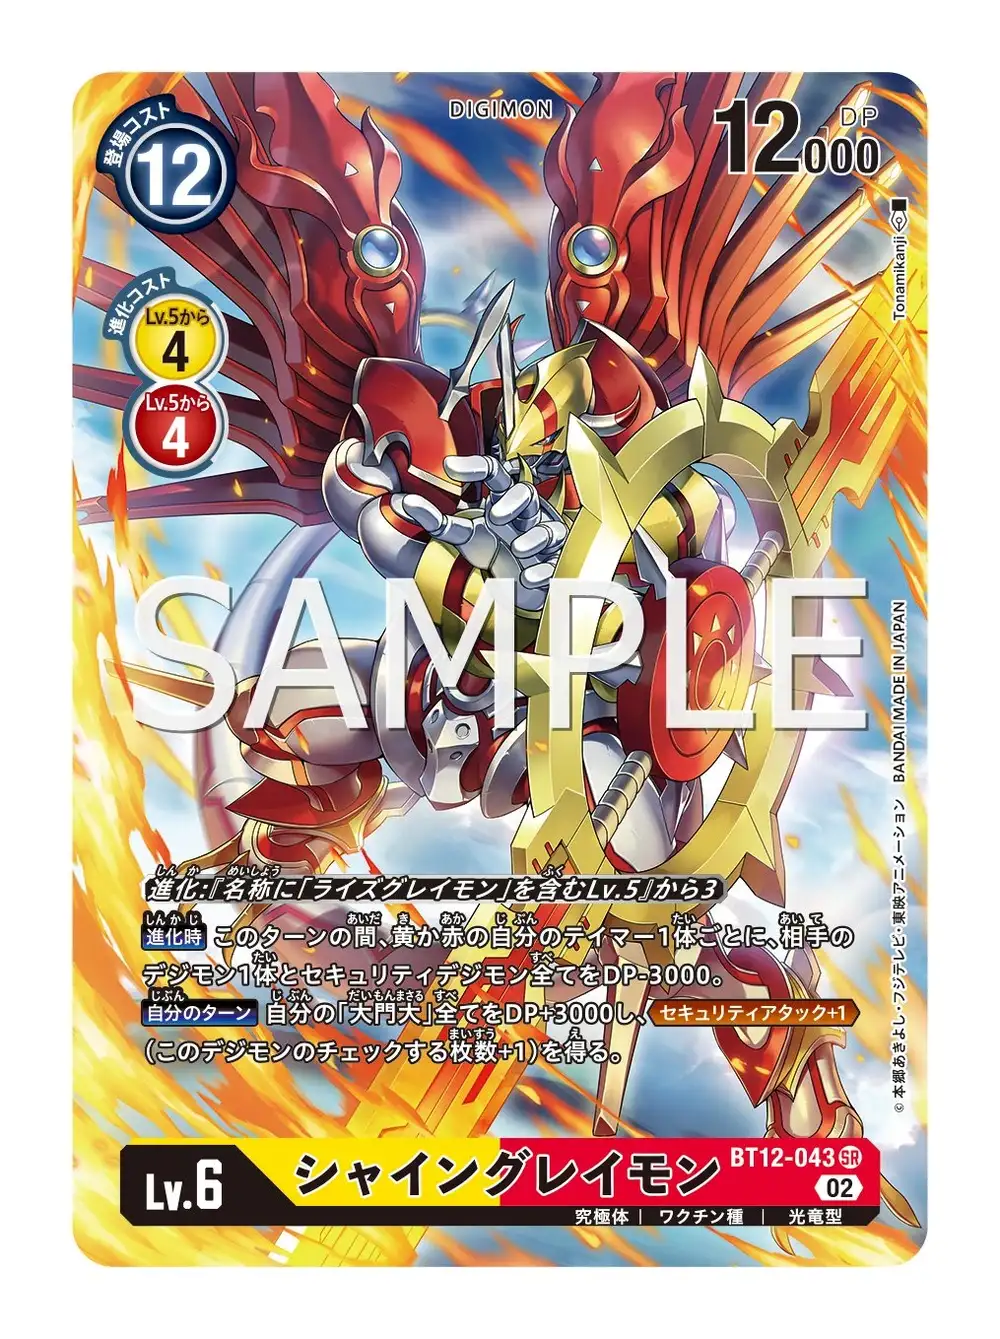 DIGIMON
登場コスト
12
12000
DP
進化コスト
Lv.5から
4
Lv.5から
4
Tonamikanji
SAMPLE
進化:『名称に「ライズグレイモン」を含むLv.5』から3
進化時 このターンの間、黄か赤の自分のテイマー1体ごとに、相手の
デジモン1体とセキュリティデジモン全てをDP-3000。
自分のターン 自分の「大門大」全てをDP+3000し、セキュリティアタック+1
(このデジモンのチェックする枚数+1)を得る。
©本郷あきよし・フジテレビ・東映アニメーション BANDAI MADE IN JAPAN
Lv.6
シャイングレイモン
BT12-043 SR
02
究極体 | ワクチン種 | 光竜型